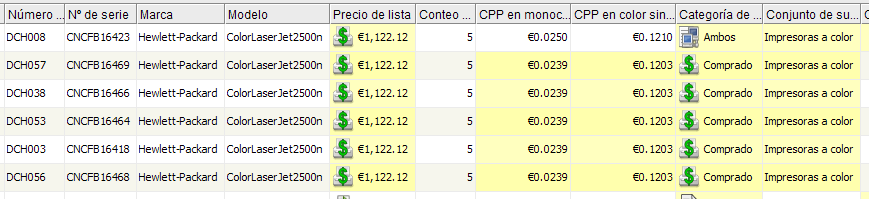 Número ... Nº de serie Marca Modelo Precio de lista Conteo ... CPP en monoc... CPP en color sin... Categoría de ... Conjunto de su...
DCH008 CNCFB16423 Hewlett-Packard ColorLaserJet2500n €1,122.12 5 €0.0250 €0.1210 Ambos Impresoras a color
DCH057 CNCFB16469 Hewlett-Packard ColorLaserJet2500n €1,122.12 5 €0.0239 €0.1203 Comprado Impresoras a color
DCH038 CNCFB16466 Hewlett-Packard ColorLaserJet2500n €1,122.12 5 €0.0239 €0.1203 Comprado Impresoras a color
DCH053 CNCFB16464 Hewlett-Packard ColorLaserJet2500n €1,122.12 5 €0.0239 €0.1203 Comprado Impresoras a color
DCH003 CNCFB16418 Hewlett-Packard ColorLaserJet2500n €1,122.12 5 €0.0239 €0.1203 Comprado Impresoras a color
DCH056 CNCFB16468 Hewlett-Packard ColorLaserJet2500n €1,122.12 5 €0.0239 €0.1203 Comprado Impresoras a color